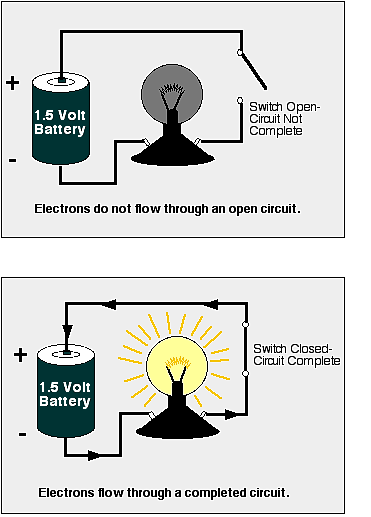 +
1.5 Volt
Battery
-
Switch Open-
Circuit Not
Complete
Electrons do not flow through an open circuit.
+
1.5 Volt
Battery
-
Switch Closed-
Circuit Complete
Electrons flow through a completed circuit.